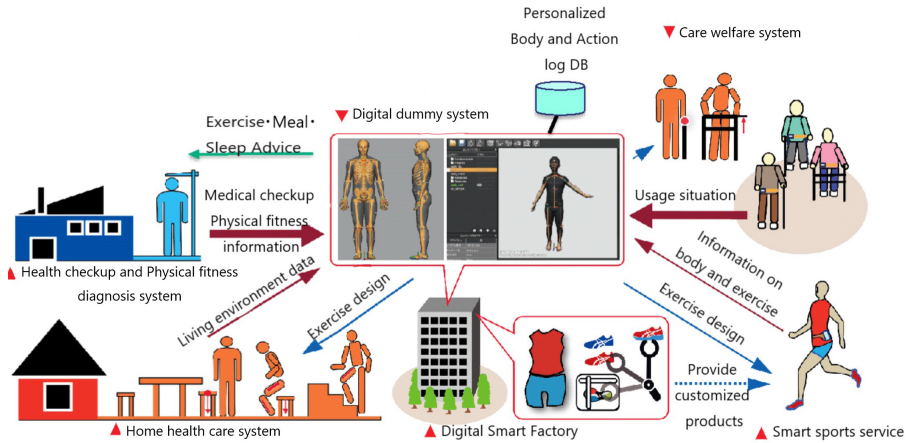 Personalized
Body and Action
log DB
▼ Care welfare system
▼ Digital dummy system
Exercise・Meal・
Sleep Advice
Medical checkup
Physical fitness
information
Usage situation
▲ Health checkup and Physical fitness
diagnosis system
Living environment data
Exercise design
Information on
body and exercise
Exercise design
Provide
customized
products
▲ Home health care system
▲ Digital Smart Factory
▲ Smart sports service